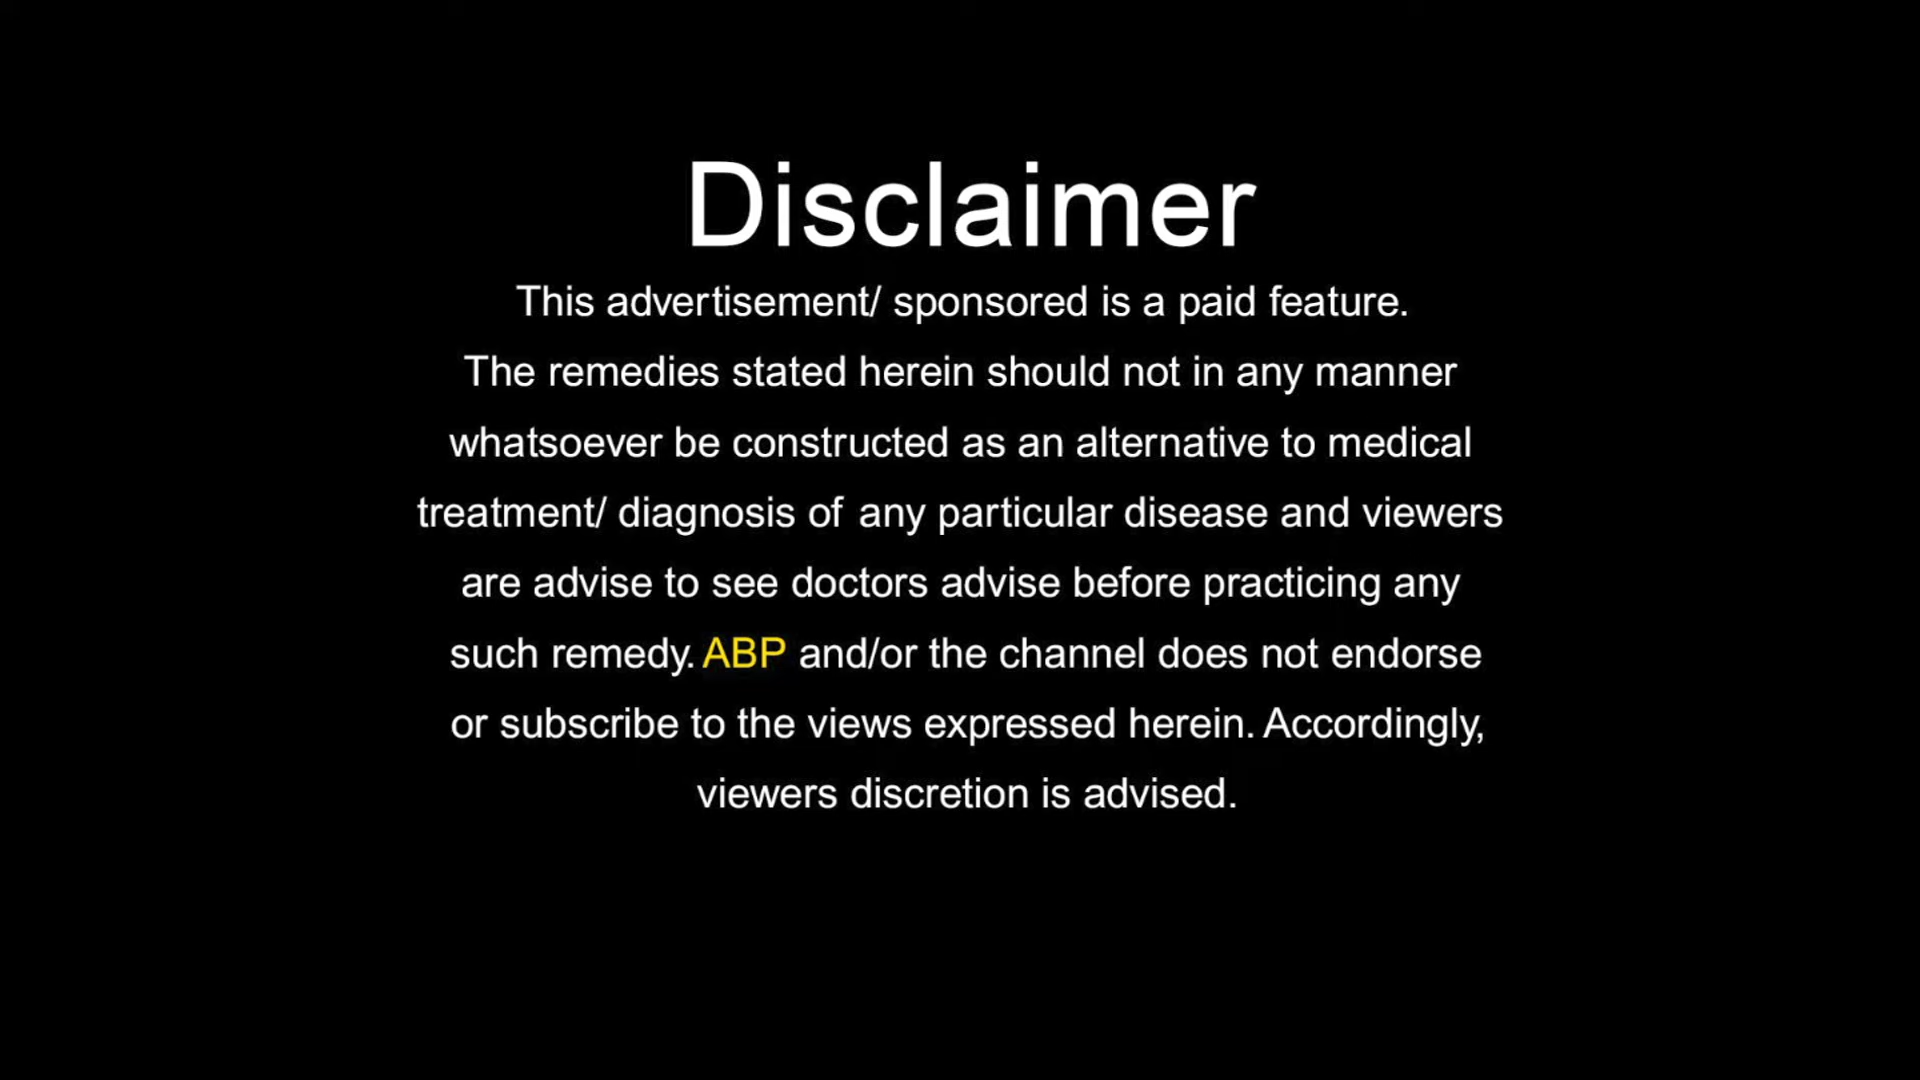 Disclaimer
This advertisement/ sponsored is a paid feature.
The remedies stated herein should not in any manner
whatsoever be constructed as an alternative to medical
treatment/ diagnosis of any particular disease and viewers
are advise to see doctors advise before practicing any
such remedy. ABP and/or the channel does not endorse
or subscribe to the views expressed herein. Accordingly,
viewers discretion is advised.